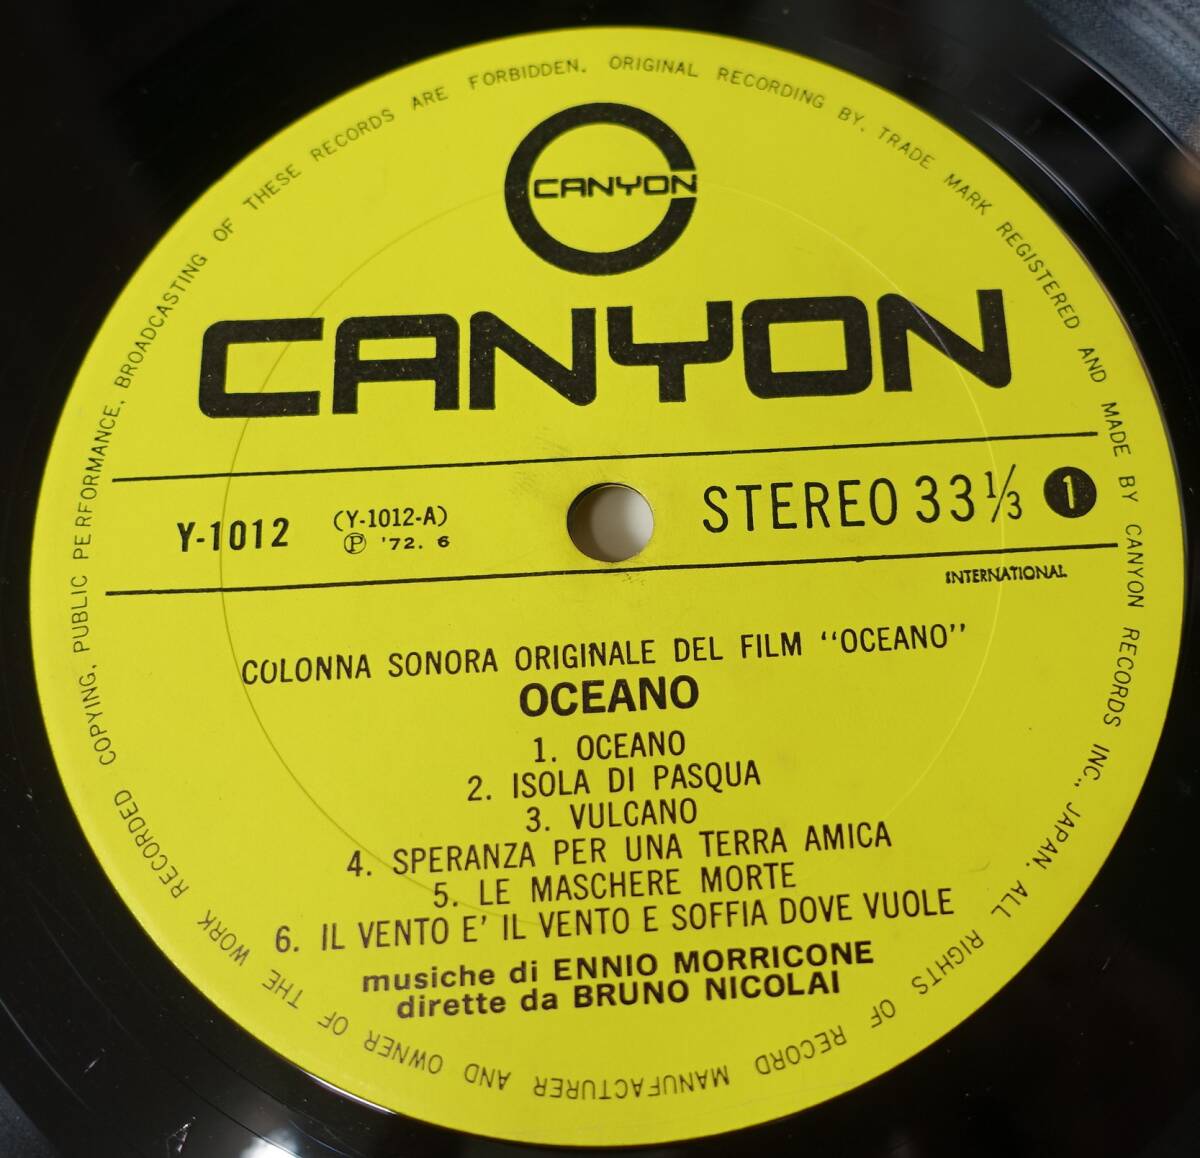 CANYON
CANYON
Y-1012
(Y-1012-A)
Ⓟ '72. 6
STEREO 33 1/3
1
INTERNATIONAL
COLONNA SONORA ORIGINALE DEL FILM "OCEANO"
OCEANO
1. OCEANO
2. ISOLA DI PASQUA
3. VULCANO
4. SPERANZA PER UNA TERRA AMICA
5. LE MASCHERE MORTE
6. IL VENTO E' IL VENTO E SOFFIA DOVE VUOLE
musiche di ENNIO MORRICONE
dirette da BRUNO NICOLAI
ORIGINAL RECORDING BY. TRADE MARK REGISTERED AND MADE BY CANYON RECORDS INC., JAPAN. ALL RIGHTS OF RECORD MANUFACTURER AND OWNER OF THE WORK RECORDED COPYING. PUBLIC PERFORMANCE. BROADCASTING OF THESE RECORDS ARE FORBIDDEN.